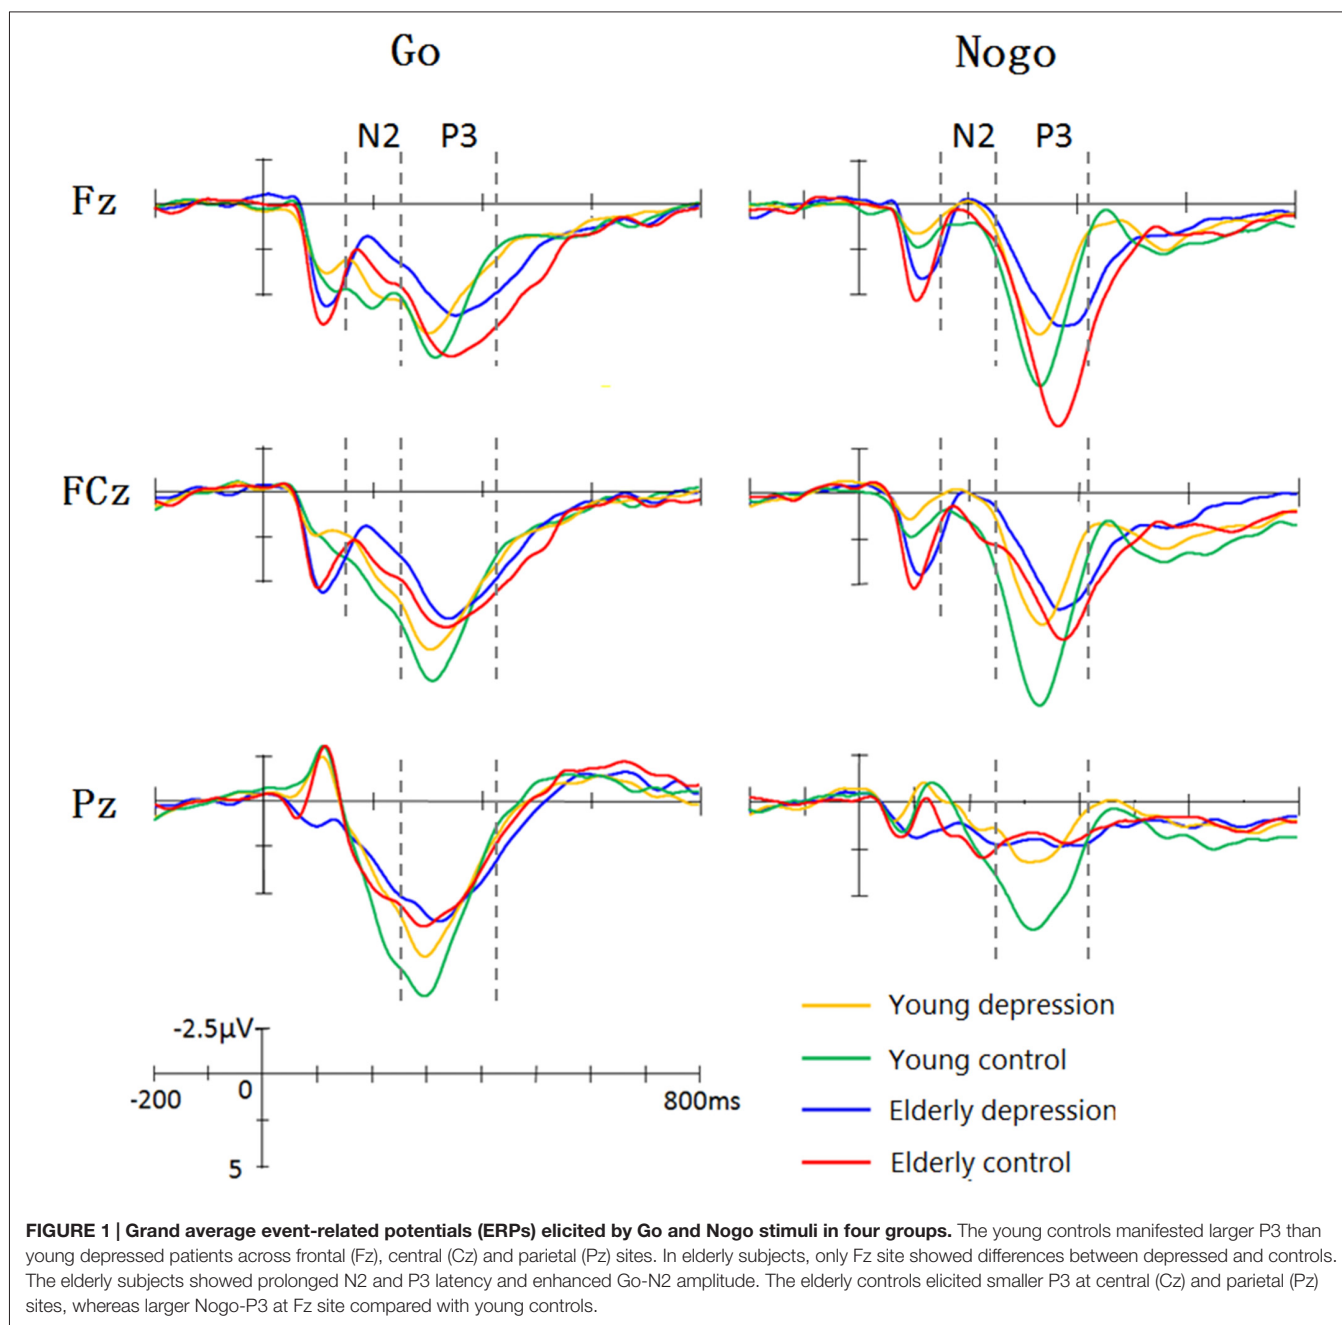 Go Nogo
N2 P3 N2 P3
Fz
FCz
Pz
-2.5μV
-200 0 800ms
5
Young depression
Young control
Elderly depression
Elderly control
FIGURE 1 | Grand average event-related potentials (ERPs) elicited by Go and Nogo stimuli in four groups. The young controls manifested larger P3 than
young depressed patients across frontal (Fz), central (Cz) and parietal (Pz) sites. In elderly subjects, only Fz site showed differences between depressed and controls.
The elderly subjects showed prolonged N2 and P3 latency and enhanced Go-N2 amplitude. The elderly controls elicited smaller P3 at central (Cz) and parietal (Pz)
sites, whereas larger Nogo-P3 at Fz site compared with young controls.